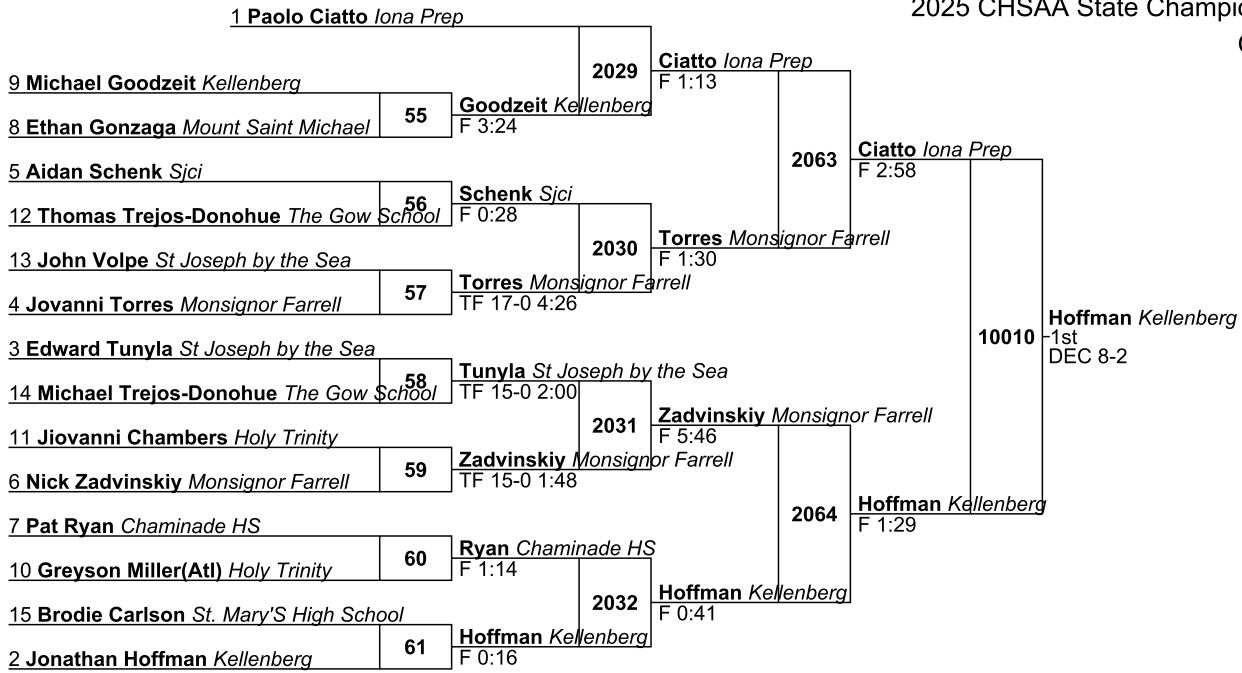 2025 CHSAA State Champi
1 Paolo Ciatto Iona Prep
9 Michael Goodzeit Kellenberg
8 Ethan Gonzaga Mount Saint Michael
5 Aidan Schenk Sjci
12 Thomas Trejos-Donohue The Gow School
13 John Volpe St Joseph by the Sea
4 Jovanni Torres Monsignor Farrell
3 Edward Tunyla St Joseph by the Sea
14 Michael Trejos-Donohue The Gow School
11 Jiovanni Chambers Holy Trinity
6 Nick Zadvinskiy Monsignor Farrell
7 Pat Ryan Chaminade HS
10 Greyson Miller(Atl) Holy Trinity
15 Brodie Carlson St. Mary'S High School
2 Jonathan Hoffman Kellenberg
55
56
57
58
59
60
61
Goodzeit Kellenberg
F 3:24
Schenk Sjci
F 0:28
Torres Monsignor Farrell
TF 17-0 4:26
Tunyla St Joseph by the Sea
TF 15-0 2:00
Zadvinskiy Monsignor Farrell
TF 15-0 1:48
Ryan Chaminade HS
F 1:14
Hoffman Kellenberg
F 0:16
2029
2030
2031
2032
Ciatto Iona Prep
F 1:13
Torres Monsignor Farrell
F 1:30
Zadvinskiy Monsignor Farrell
F 5:46
Hoffman Kellenberg
F 0:41
2063
2064
Ciatto Iona Prep
F 2:58
Hoffman Kellenberg
F 1:29
10010
Hoffman Kellenberg
1st
DEC 8-2